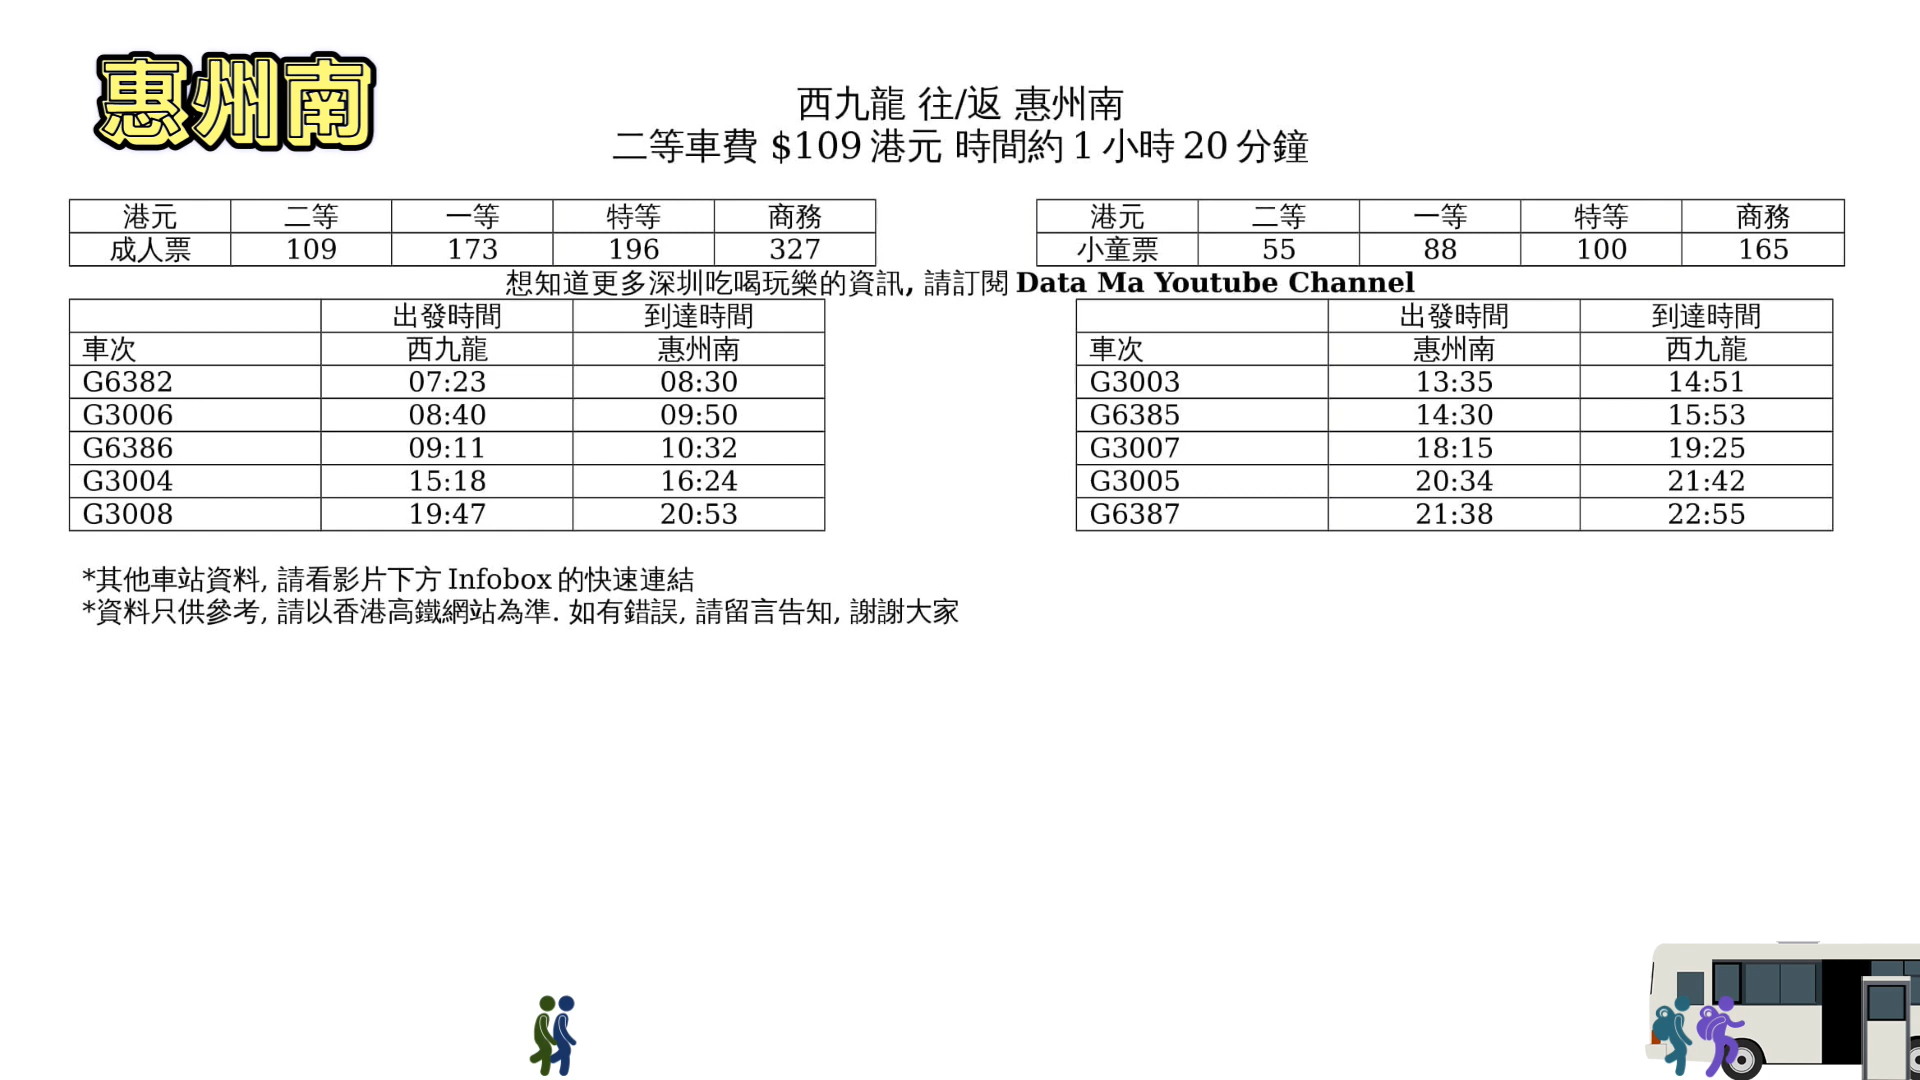 惠州南
西九龍 往/返 惠州南
二等車費 $109 港元 時間約 1 小時 20 分鐘
港元 二等 一等 特等 商務
成人票 109 173 196 327
港元 二等 一等 特等 商務
小童票 55 88 100 165
想知道更多深圳吃喝玩樂的資訊, 請訂閱 Data Ma Youtube Channel
出發時間 到達時間
車次 西九龍 惠州南
G6382 07:23 08:30
G3006 08:40 09:50
G6386 09:11 10:32
G3004 15:18 16:24
G3008 19:47 20:53
出發時間 到達時間
車次 惠州南 西九龍
G3003 13:35 14:51
G6385 14:30 15:53
G3007 18:15 19:25
G3005 20:34 21:42
G6387 21:38 22:55
*其他車站資料, 請看影片下方 Infobox 的快速連結
*資料只供參考, 請以香港高鐵網站為準. 如有錯誤, 請留言告知, 謝謝大家